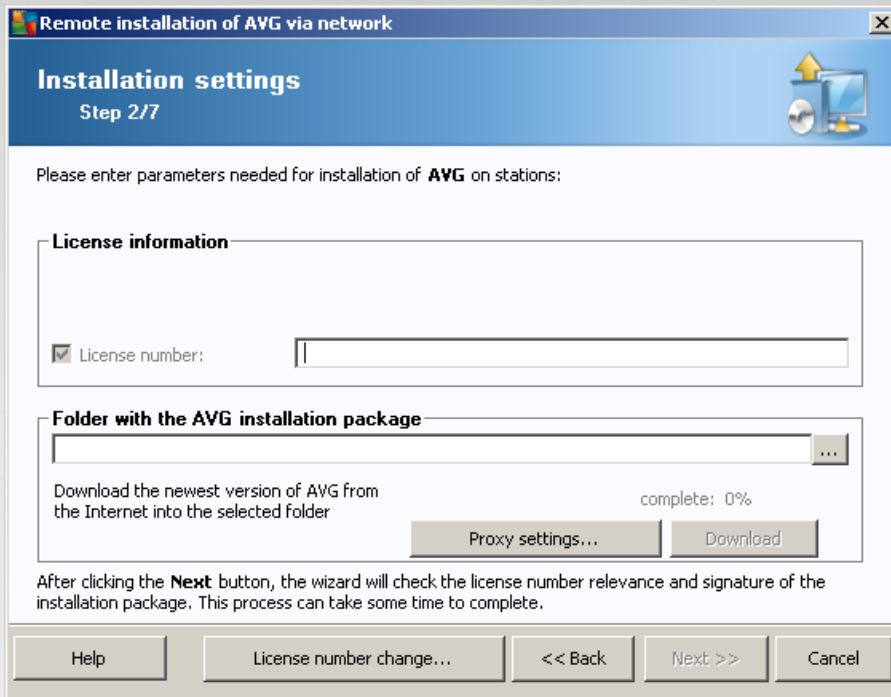 Remote installation of AVG via network
Installation settings
Step 2/7
Please enter parameters needed for installation of AVG on stations:
License information
License number:
Folder with the AVG installation package
...
Download the newest version of AVG from
the Internet into the selected folder
complete: 0%
Proxy settings...
Download
After clicking the Next button, the wizard will check the license number relevance and signature of the
installation package. This process can take some time to complete.
Help
License number change...
<< Back
Next >>
Cancel